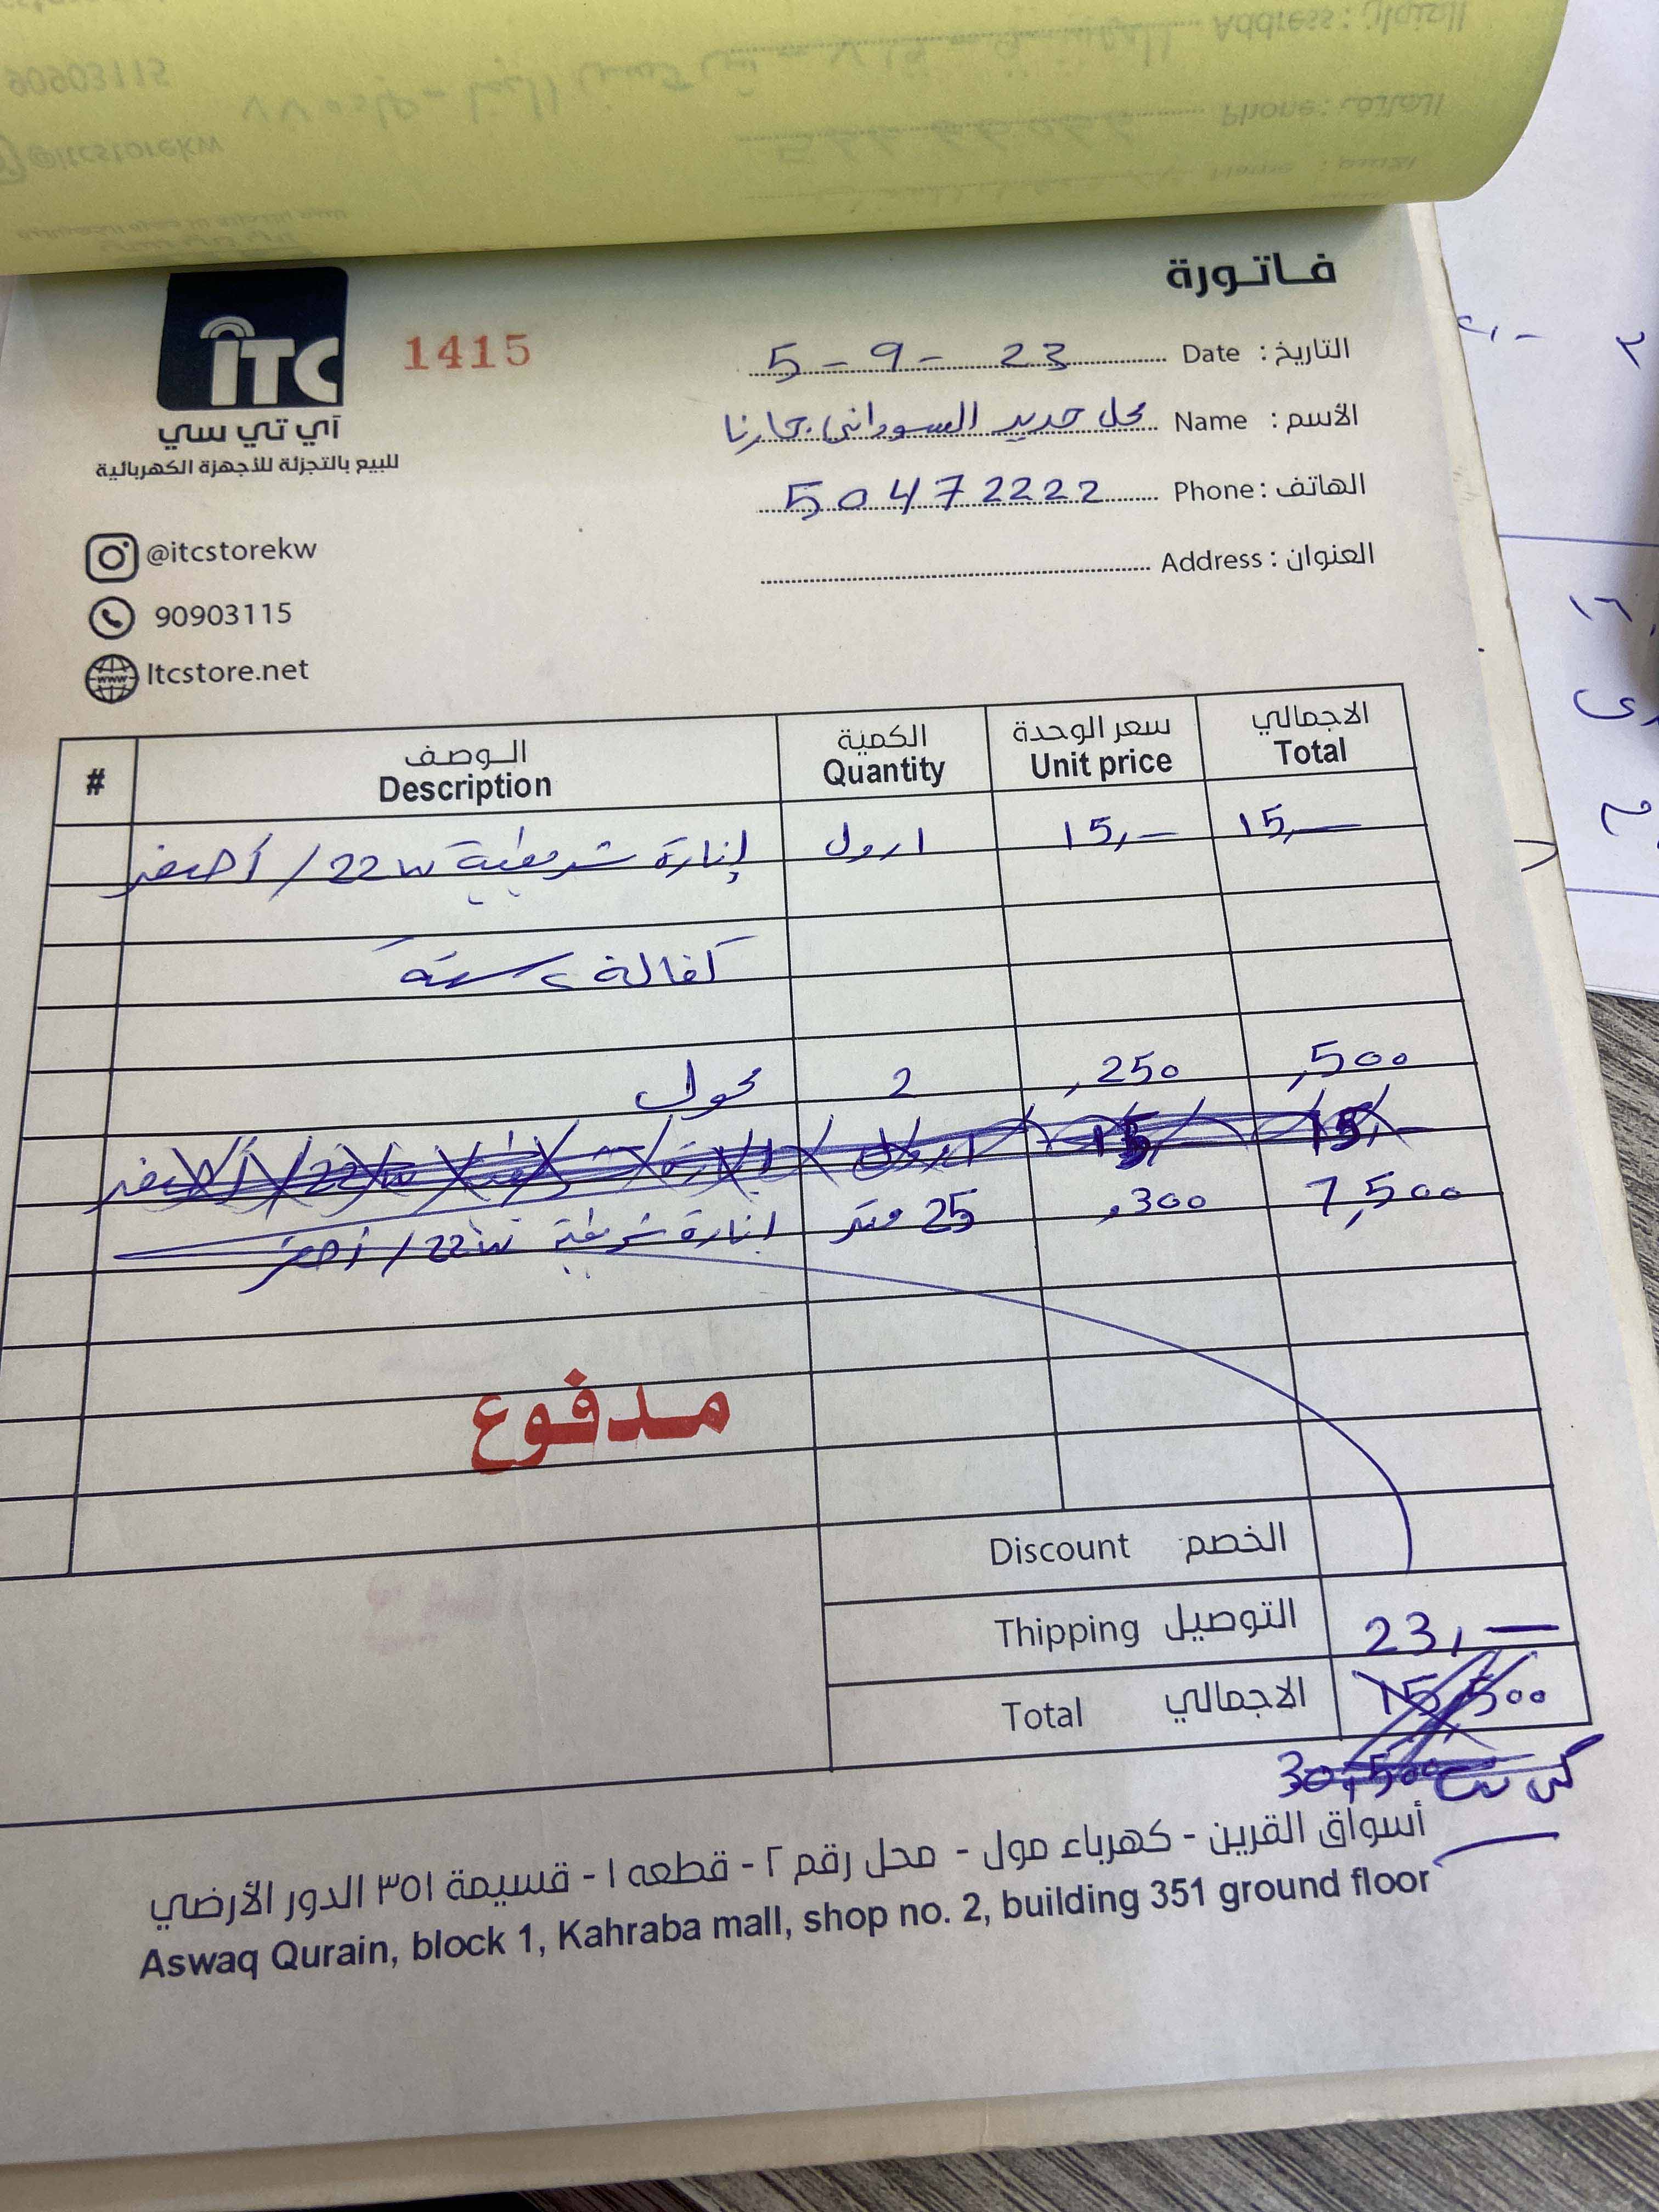 فاتورة
ITC
آي تي سي
للبيع بالتجزئة للأجهزة الكهربائية
1415
التاريخ : Date 5 - 9 - 23
الأسم : Name محل حديد السوداني جارنا
الهاتف : Phone 50472222
العنوان : Address
@itcstorekw
90903115
www
Itcstore.net
# الوصف الكمية سعر الوحدة الاجمالي
Description Quantity Unit price Total
إنارة شريطية 22W / أصفر 1 رول 15,— 15,—
كفالة ٢ سنة
محول 2 ,250 ,500
إنارة شريطية 22W / أصفر 1 رول 15,— 15,—
إنارة شريطية 22W / أصفر 25 متر ,300 7,500
مدفوع
Discount الخصم
Thipping التوصيل 23,—
Total الاجمالي 15,500
30,500 كي نت
أسواق القرين - كهرباء مول - محل رقم ٢ - قطعه ١ - قسيمة ٣٥١ الدور الأرضي
Aswaq Qurain, block 1, Kahraba mall, shop no. 2, building 351 ground floor